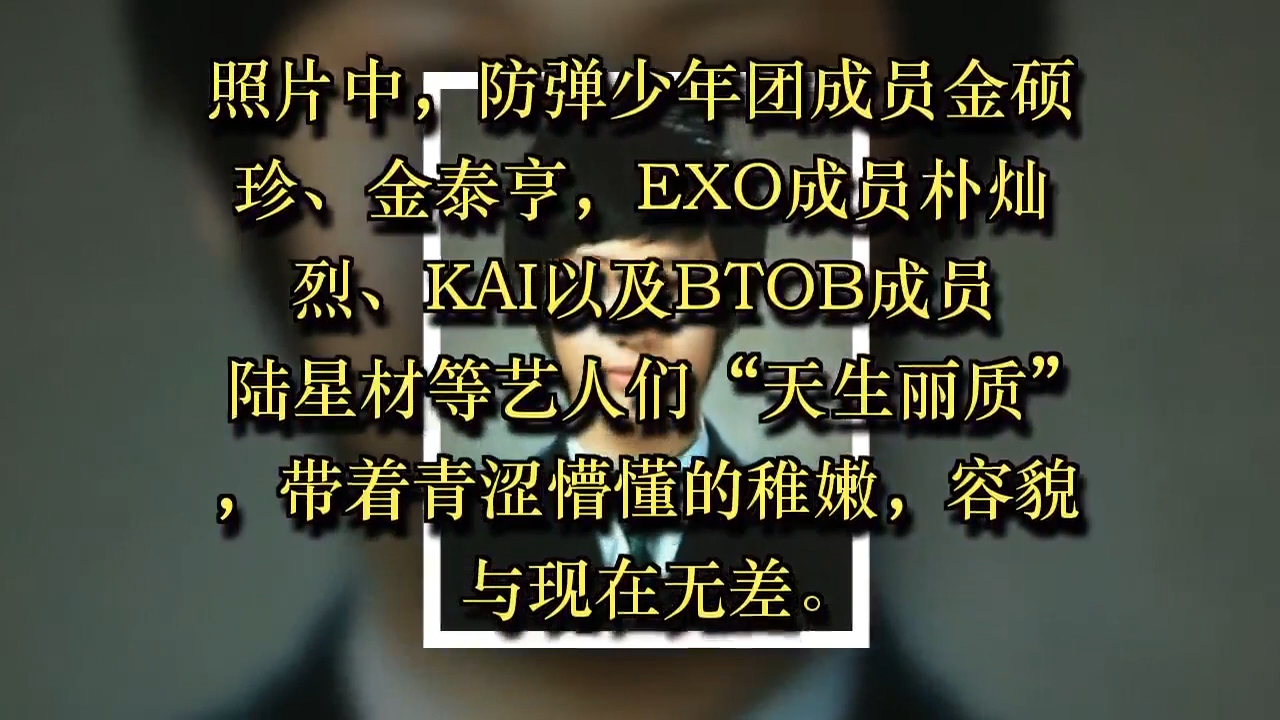 照片中，防弹少年团成员金硕
珍、金泰亨，EXO成员朴灿
烈、KAI以及BTOB成员
陆星材等艺人们“天生丽质”
，带着青涩懵懂的稚嫩，容貌
与现在无差。